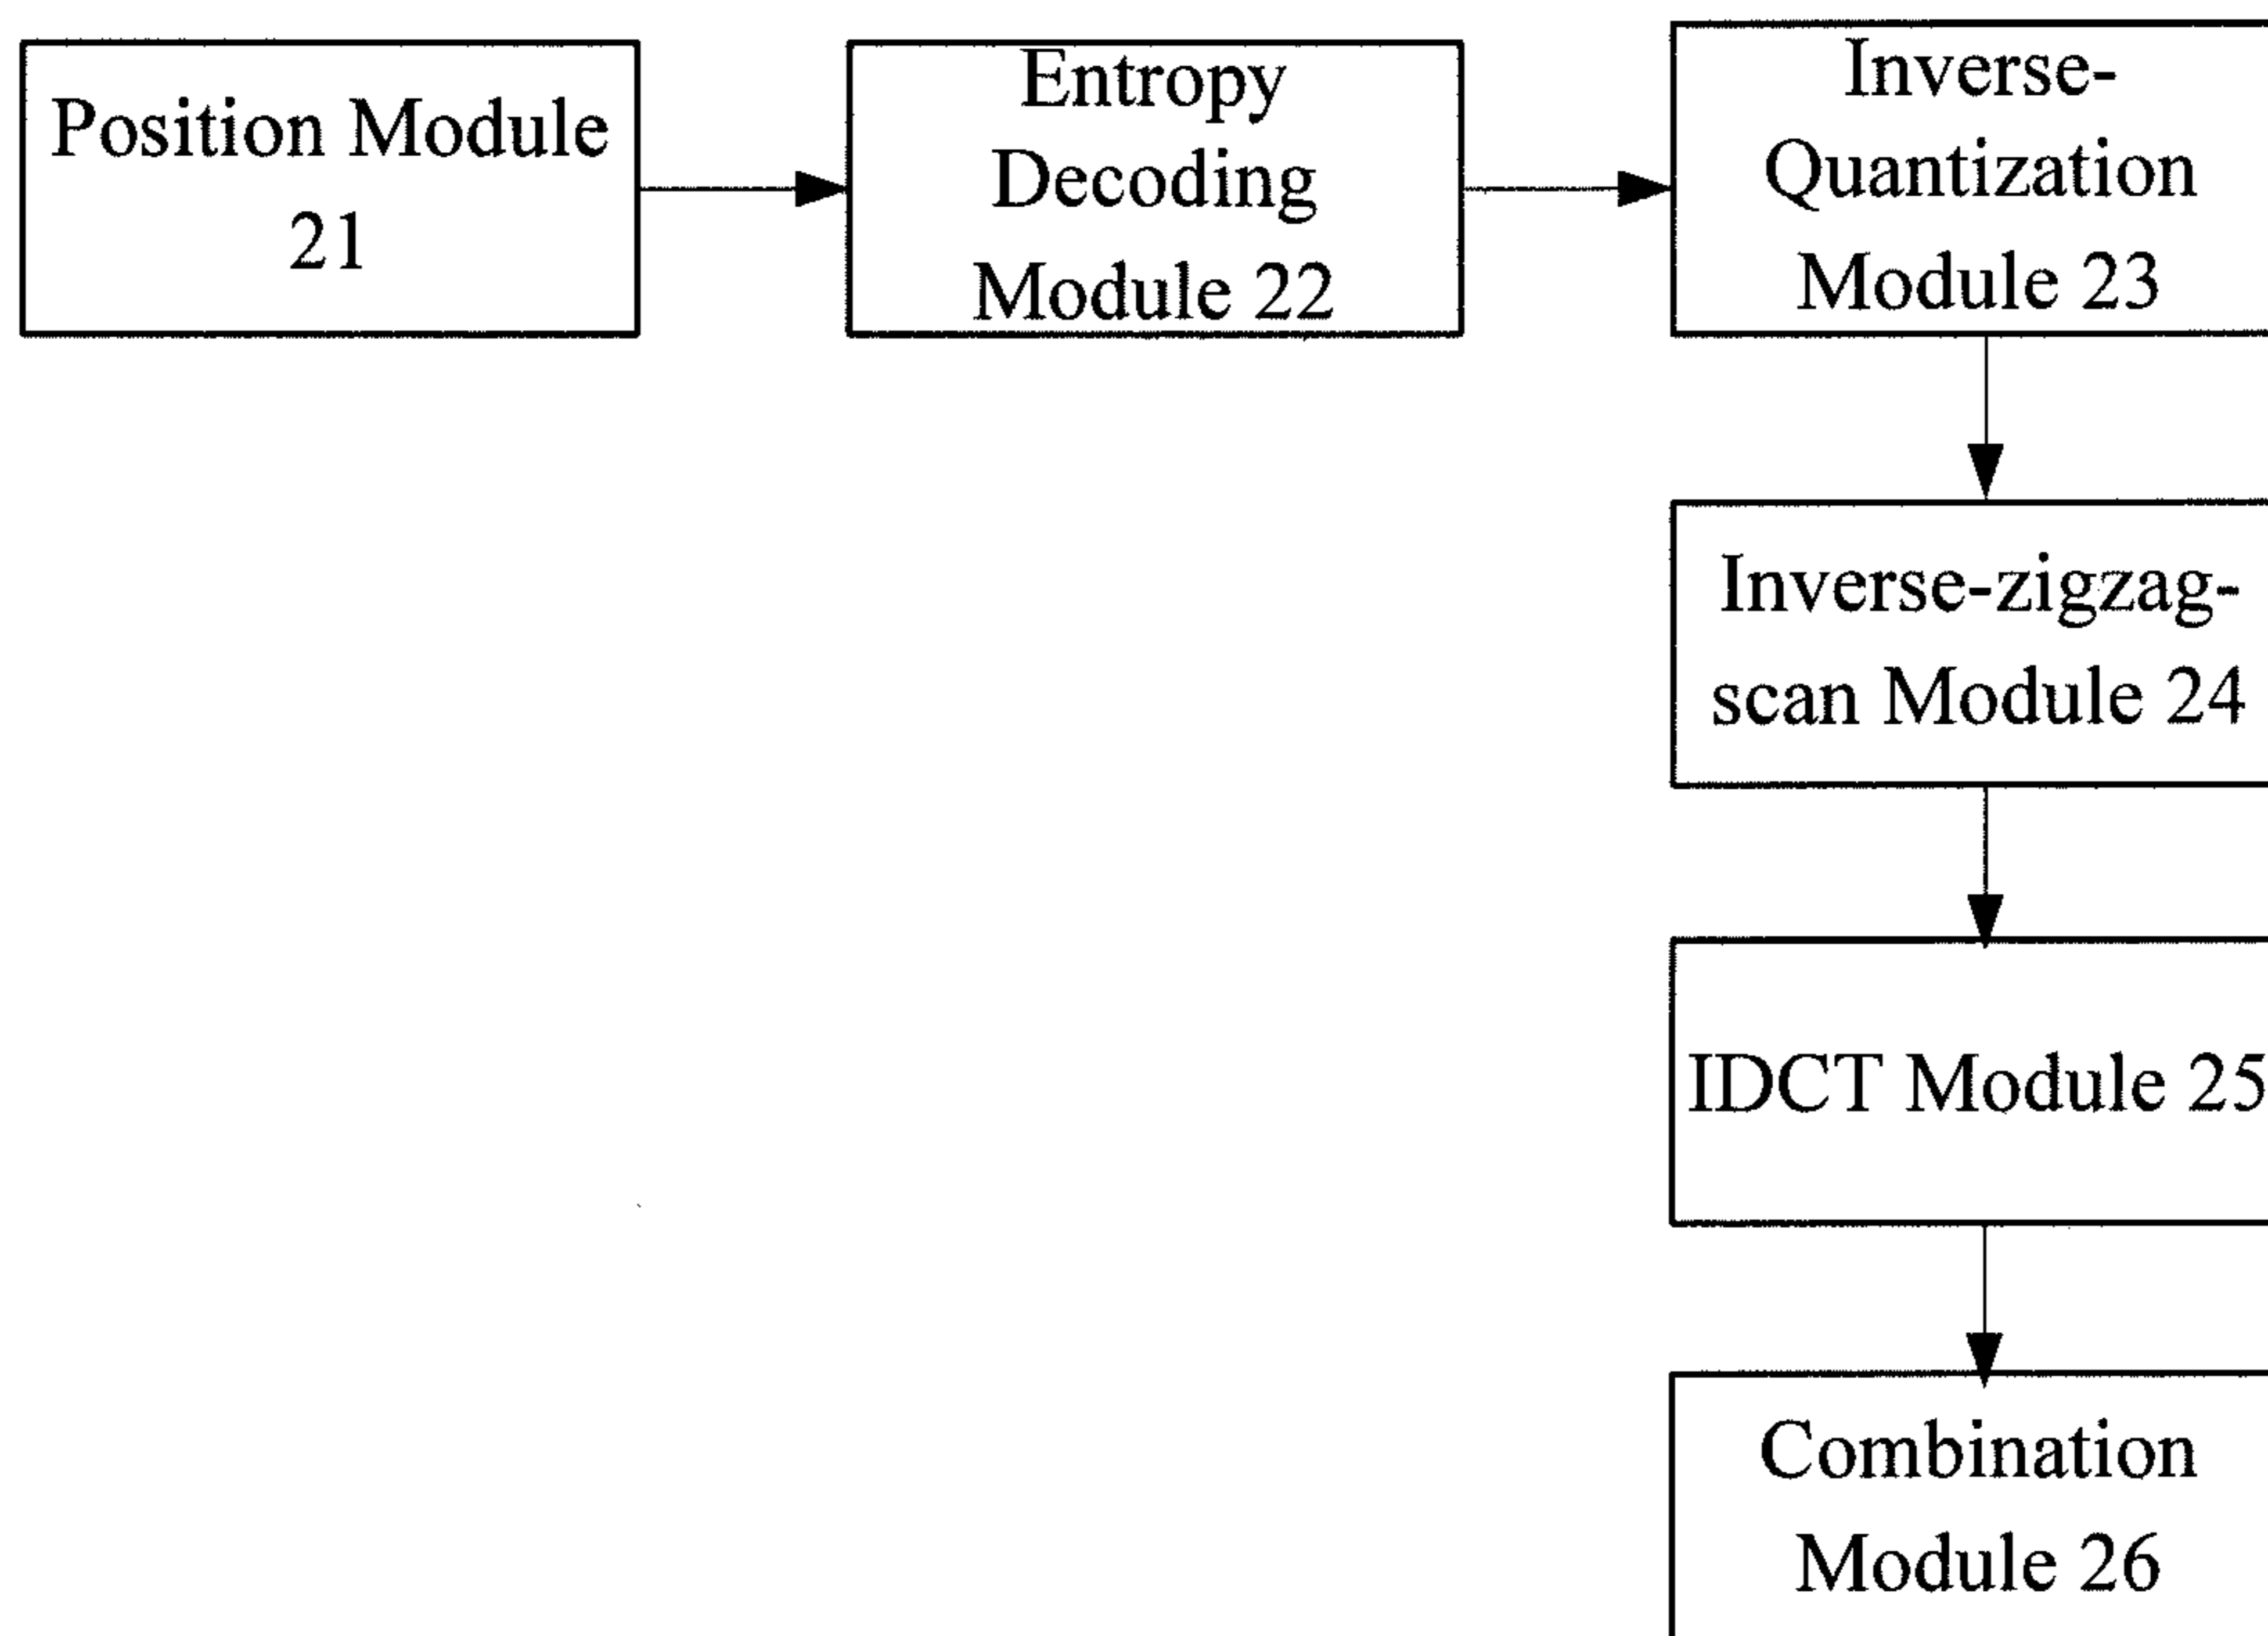 Position Module
21
Entropy
Decoding
Module 22
Inverse-
Quantization
Module 23
Inverse-zigzag-
scan Module 24
IDCT Module 25
Combination
Module 26